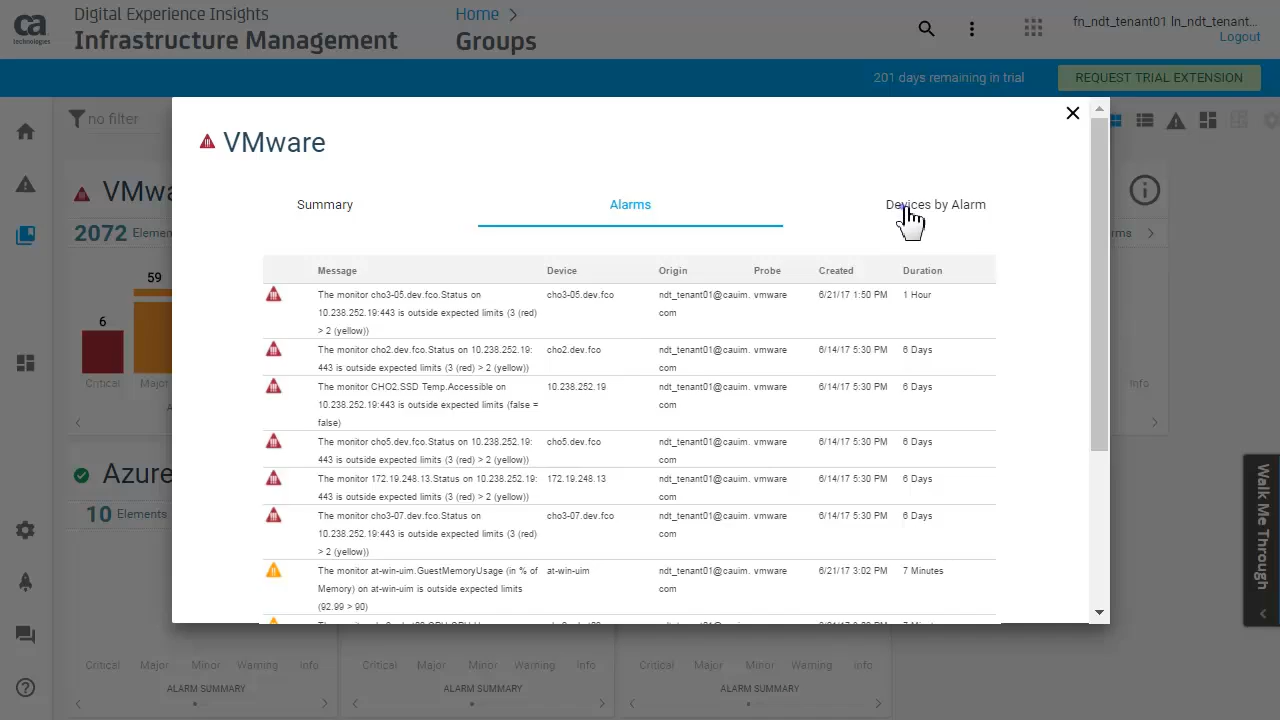 ca
technologies
Digital Experience Insights
Infrastructure Management
Home
Groups
fn_ndt_tenant01 ln_ndt_tenant...
Logout
201 days remaining in trial
REQUEST TRIAL EXTENSION
no filter
VMware
Summary
Alarms
Devices by Alarm
Message Device Origin Probe Created Duration
The monitor cho3-05.dev.fco.Status on cho3-05.dev.fco ndt_tenant01@cauim. vmware 6/21/17 1:50 PM 1 Hour
10.238.252.19:443 is outside expected limits (3 (red) com
> 2 (yellow))
The monitor cho2.dev.fco.Status on 10.238.252.19: cho2.dev.fco ndt_tenant01@cauim. vmware 6/14/17 5:30 PM 6 Days
443 is outside expected limits (3 (red) > 2 (yellow)) com
The monitor CHO2.SSD Temp.Accessible on 10.238.252.19 ndt_tenant01@cauim. vmware 6/14/17 5:30 PM 6 Days
10.238.252.19:443 is outside expected limits (false = com
false)
The monitor cho5.dev.fco.Status on 10.238.252.19: cho5.dev.fco ndt_tenant01@cauim. vmware 6/14/17 5:30 PM 6 Days
443 is outside expected limits (3 (red) > 2 (yellow)) com
The monitor 172.19.248.13.Status on 10.238.252.19: 172.19.248.13 ndt_tenant01@cauim. vmware 6/14/17 5:30 PM 6 Days
443 is outside expected limits (3 (red) > 2 (yellow)) com
The monitor cho3-07.dev.fco.Status on cho3-07.dev.fco ndt_tenant01@cauim. vmware 6/14/17 5:30 PM 6 Days
10.238.252.19:443 is outside expected limits (3 (red) com
> 2 (yellow))
The monitor at-win-uim.GuestMemoryUsage (in % of at-win-uim ndt_tenant01@cauim. vmware 6/21/17 3:02 PM 7 Minutes
Memory) on at-win-uim is outside expected limits com
(92.99 > 90)
VMwa
2072 Elemen
rms
59
6
Critical Major
Info
A
Azure
10 Elements
Critical Major Minor Warning Info
ALARM SUMMARY
Critical Major Minor Warning Info
ALARM SUMMARY
Critical Major Minor Warning Info
ALARM SUMMARY
Walk Me Through